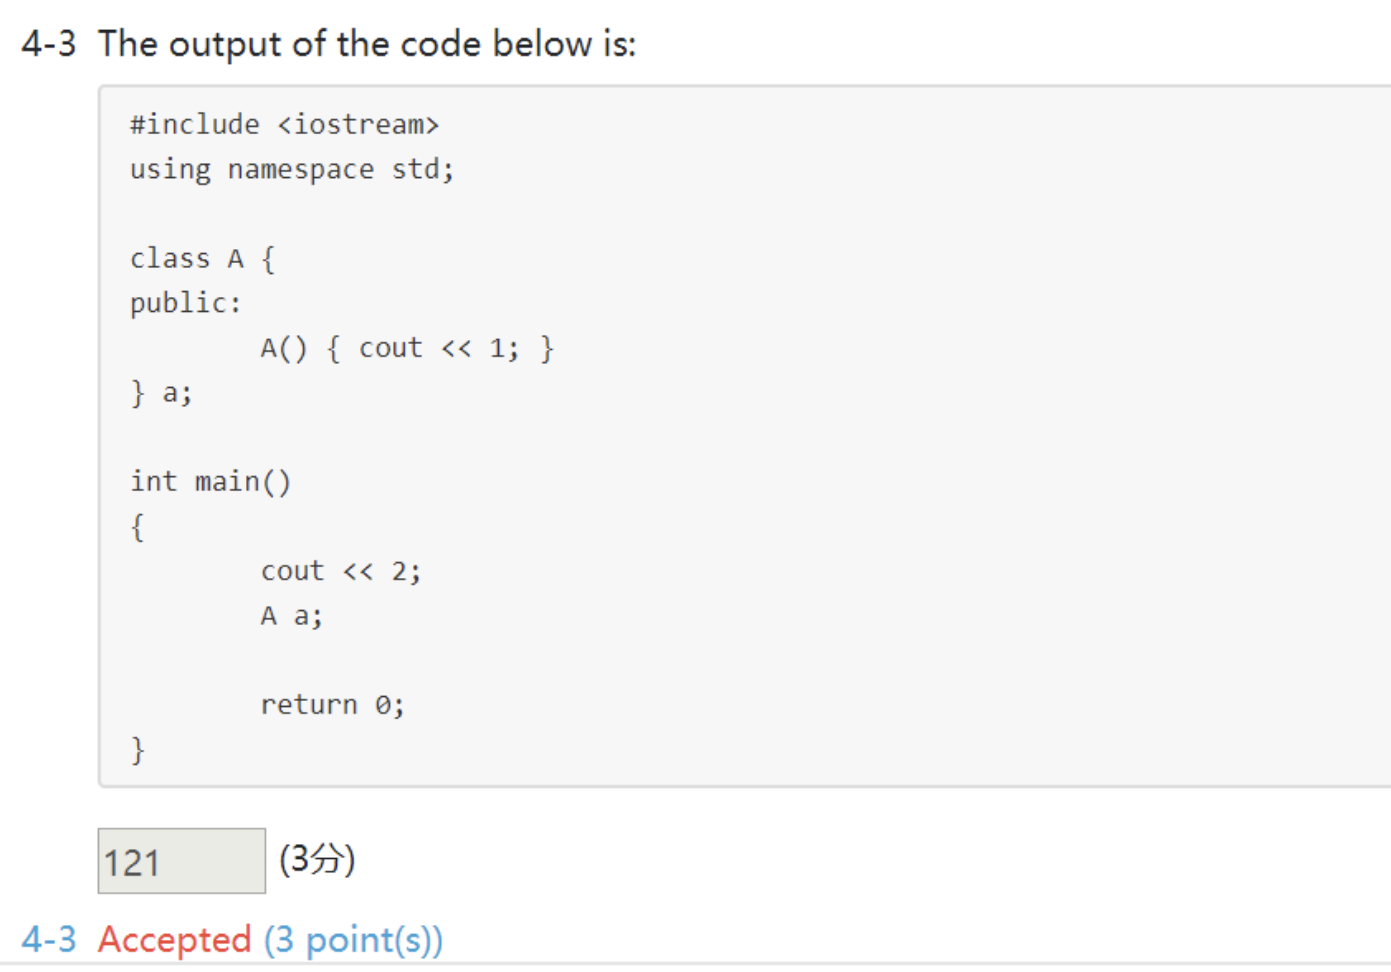 4-3 The output of the code below is:
#include <iostream>
using namespace std;
class A {
public:
A() { cout << 1; }
} a;
int main()
{
cout << 2;
A a;
return 0;
}
121 (3分)
4-3 Accepted (3 point(s))